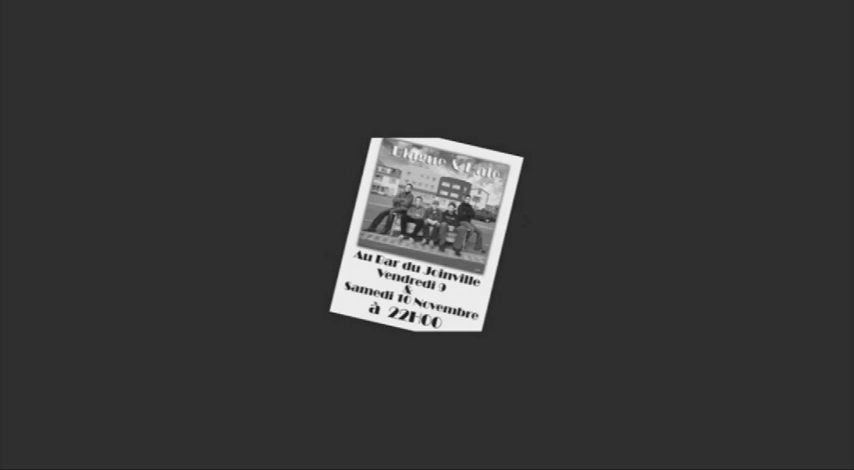 Au Bar du Joinville
Vendredi 9
&
Samedi 10 Novembre
à 22H00